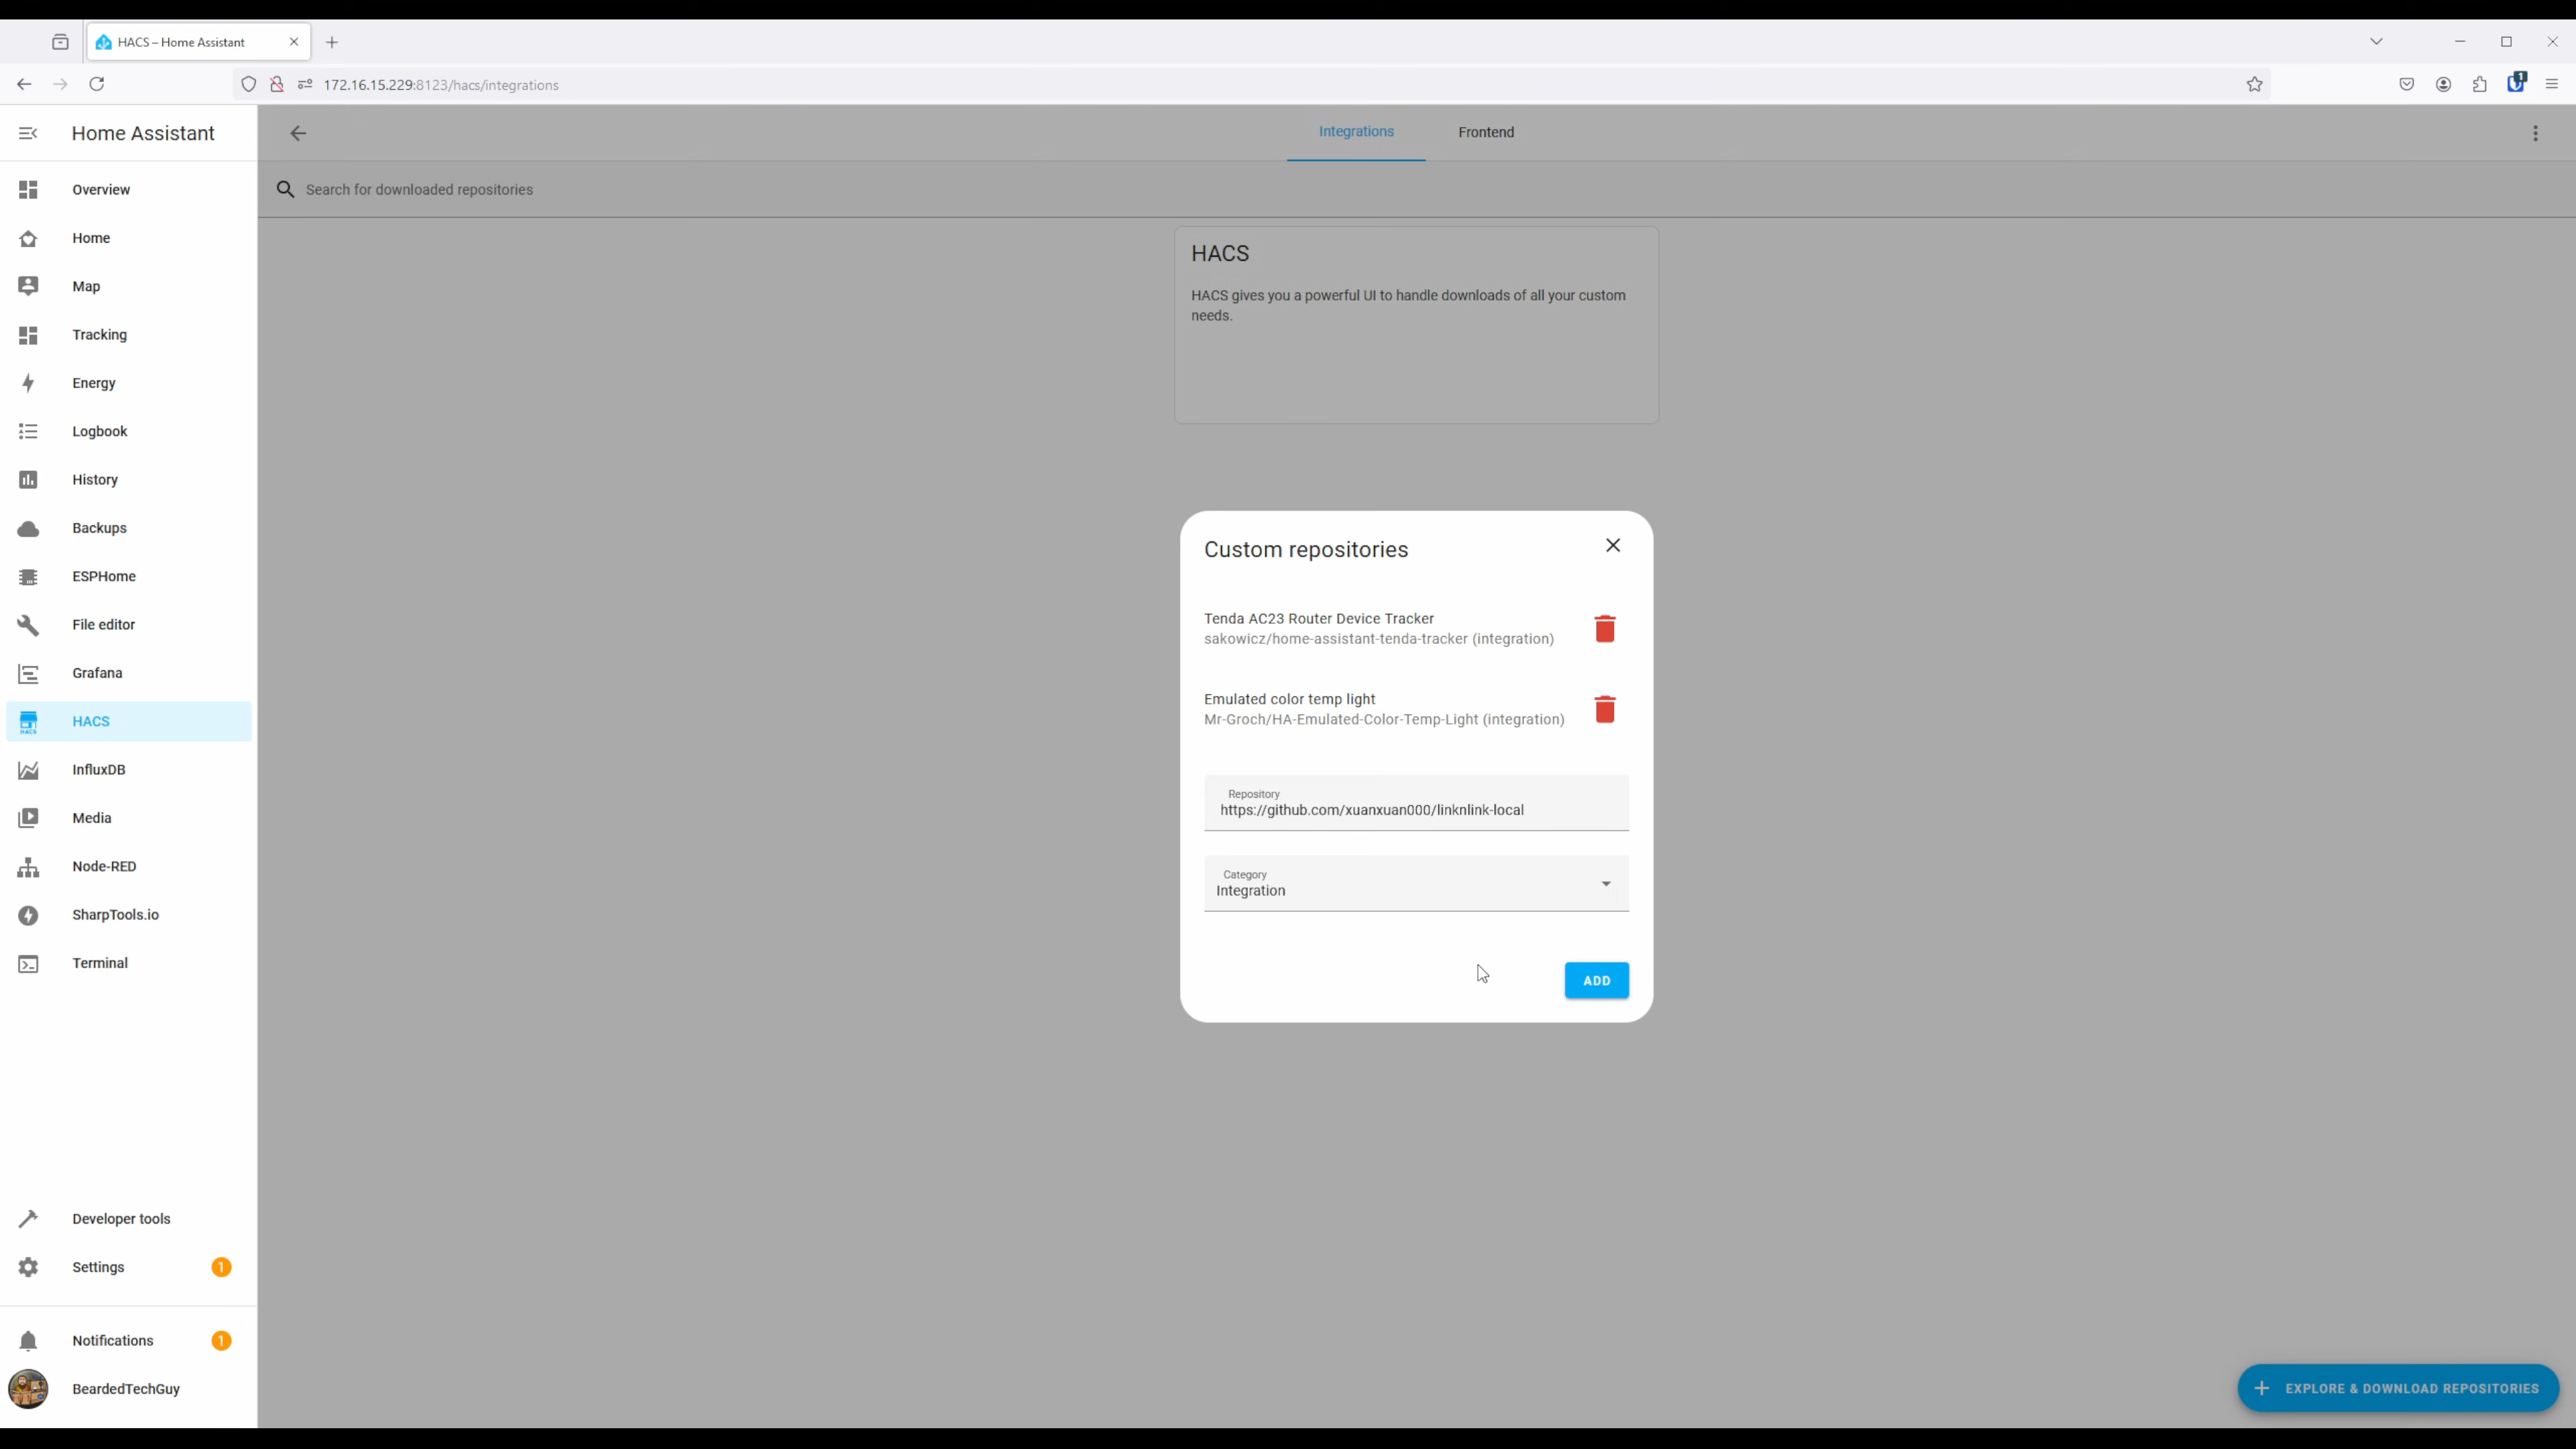 HACS – Home Assistant
172.16.15.229:8123/hacs/integrations
1
Home Assistant
Integrations
Frontend
Search for downloaded repositories
Overview
Home
Map
Tracking
Energy
Logbook
History
Backups
ESPHome
File editor
Grafana
HACS
HACS
InfluxDB
Media
Node-RED
SharpTools.io
Terminal
Developer tools
Settings 1
Notifications 1
BeardedTechGuy
HACS
HACS gives you a powerful UI to handle downloads of all your custom
needs.
Custom repositories
Tenda AC23 Router Device Tracker
sakowicz/home-assistant-tenda-tracker (integration)
Emulated color temp light
Mr-Groch/HA-Emulated-Color-Temp-Light (integration)
Repository
https://github.com/xuanxuan000/linknlink-local
Category
Integration
ADD
EXPLORE & DOWNLOAD REPOSITORIES